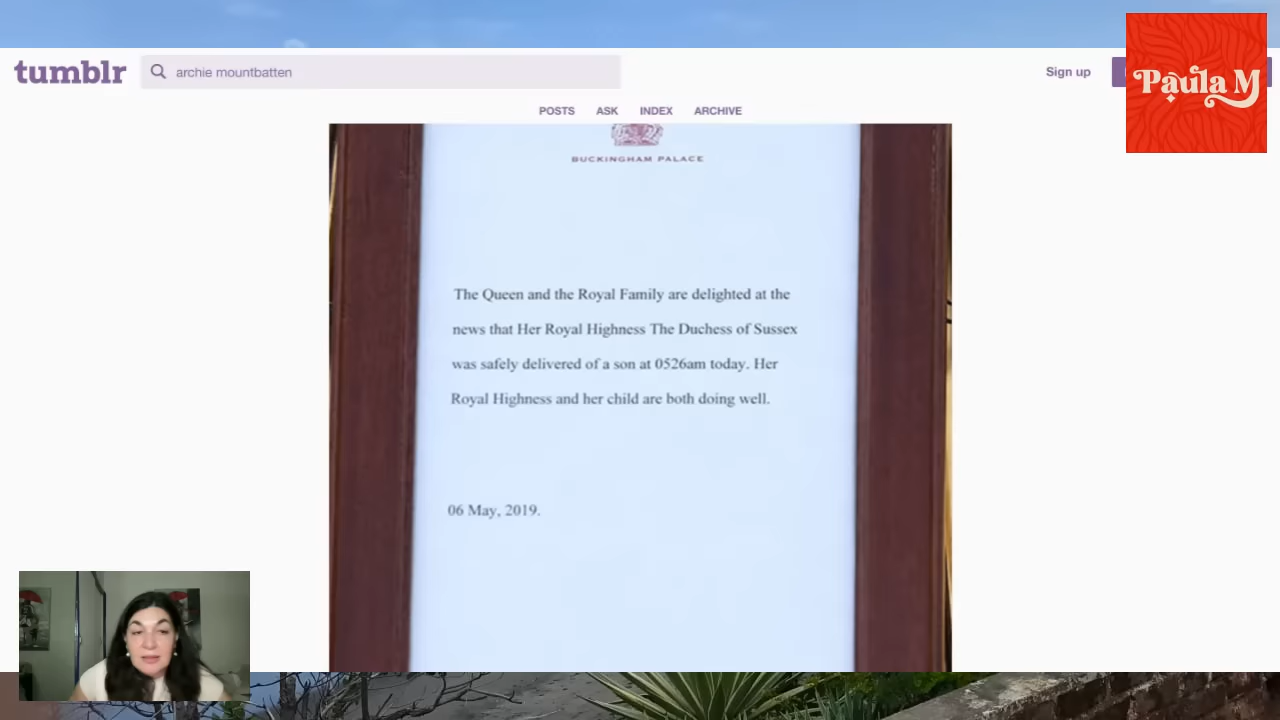 tumblr
archie mountbatten
Sign up
Paula M
POSTS ASK INDEX ARCHIVE
BUCKINGHAM PALACE
The Queen and the Royal Family are delighted at the
news that Her Royal Highness The Duchess of Sussex
was safely delivered of a son at 0526am today. Her
Royal Highness and her child are both doing well.
06 May, 2019.